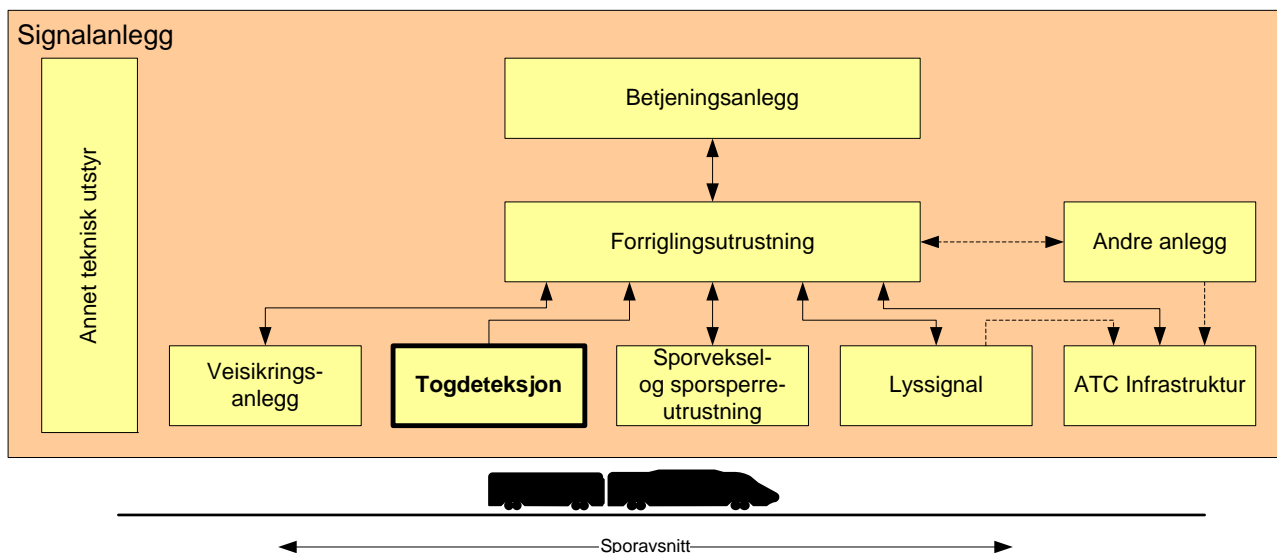 Signalanlegg
Annet teknisk utstyr
Betjeningsanlegg
Forriglingsutrustning
Andre anlegg
Veisikrings-
anlegg
Togdeteksjon
Sporveksel-
og sporsperre-
utrustning
Lyssignal
ATC Infrastruktur
Sporavsnitt